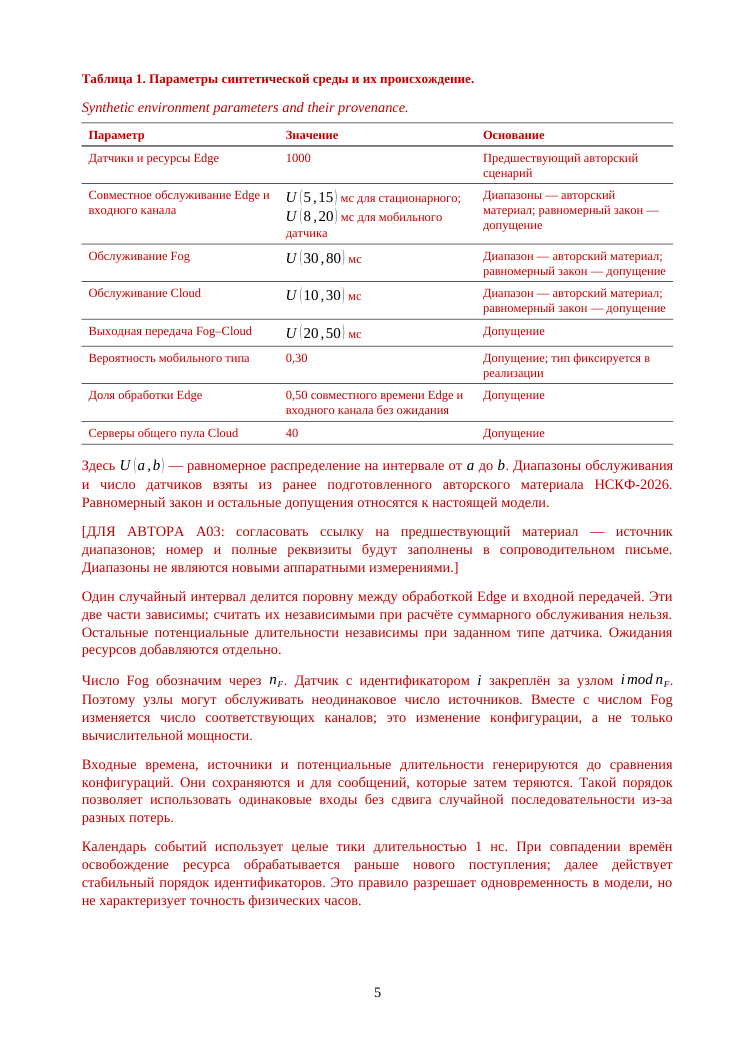 Таблица 1. Параметры синтетической среды и их происхождение.
Synthetic environment parameters and their provenance.
Параметр Значение Основание
Датчики и ресурсы Edge 1000 Предшествующий авторский
сценарий
Совместное обслуживание Edge и U(5,15) мс для стационарного; Диапазоны — авторский
входного канала U(8,20) мс для мобильного материал; равномерный закон —
датчика допущение
Обслуживание Fog U(30,80) мс Диапазон — авторский материал;
равномерный закон — допущение
Обслуживание Cloud U(10,30) мс Диапазон — авторский материал;
равномерный закон — допущение
Выходная передача Fog–Cloud U(20,50) мс Допущение
Вероятность мобильного типа 0,30 Допущение; тип фиксируется в
реализации
Доля обработки Edge 0,50 совместного времени Edge и Допущение
входного канала без ожидания
Серверы общего пула Cloud 40 Допущение
Здесь U(a,b) — равномерное распределение на интервале от a до b. Диапазоны обслуживания
и число датчиков взяты из ранее подготовленного авторского материала НСКФ-2026.
Равномерный закон и остальные допущения относятся к настоящей модели.
[ДЛЯ АВТОРА A03: согласовать ссылку на предшествующий материал — источник
диапазонов; номер и полные реквизиты будут заполнены в сопроводительном письме.
Диапазоны не являются новыми аппаратными измерениями.]
Один случайный интервал делится поровну между обработкой Edge и входной передачей. Эти
две части зависимы; считать их независимыми при расчёте суммарного обслуживания нельзя.
Остальные потенциальные длительности независимы при заданном типе датчика. Ожидания
ресурсов добавляются отдельно.
Число Fog обозначим через n_F. Датчик с идентификатором i закреплён за узлом i mod n_F.
Поэтому узлы могут обслуживать неодинаковое число источников. Вместе с числом Fog
изменяется число соответствующих каналов; это изменение конфигурации, а не только
вычислительной мощности.
Входные времена, источники и потенциальные длительности генерируются до сравнения
конфигураций. Они сохраняются и для сообщений, которые затем теряются. Такой порядок
позволяет использовать одинаковые входы без сдвига случайной последовательности из-за
разных потерь.
Календарь событий использует целые тики длительностью 1 нс. При совпадении времён
освобождение ресурса обрабатывается раньше нового поступления; далее действует
стабильный порядок идентификаторов. Это правило разрешает одновременность в модели, но
не характеризует точность физических часов.
5